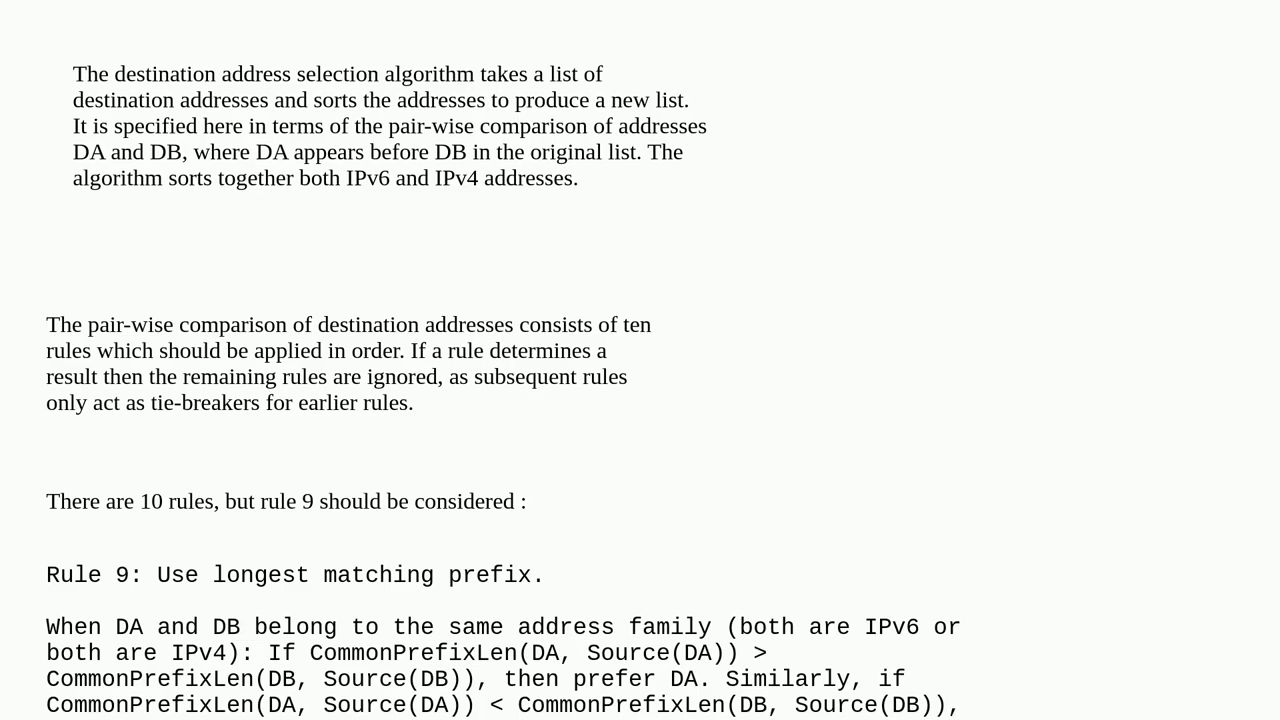 The destination address selection algorithm takes a list of
destination addresses and sorts the addresses to produce a new list.
It is specified here in terms of the pair-wise comparison of addresses
DA and DB, where DA appears before DB in the original list. The
algorithm sorts together both IPv6 and IPv4 addresses.
The pair-wise comparison of destination addresses consists of ten
rules which should be applied in order. If a rule determines a
result then the remaining rules are ignored, as subsequent rules
only act as tie-breakers for earlier rules.
There are 10 rules, but rule 9 should be considered :
Rule 9: Use longest matching prefix.
When DA and DB belong to the same address family (both are IPv6 or
both are IPv4): If CommonPrefixLen(DA, Source(DA)) >
CommonPrefixLen(DB, Source(DB)), then prefer DA. Similarly, if
CommonPrefixLen(DA, Source(DA)) < CommonPrefixLen(DB, Source(DB)),